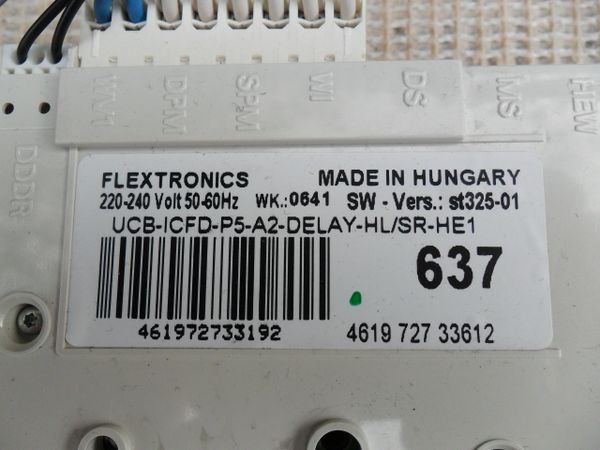 WV1 DPM SPM WI DS MS HEW
DDDR
FLEXTRONICS MADE IN HUNGARY
220-240 Volt 50-60Hz WK.:0641 SW - Vers.: st325-01
UCB-ICFD-P5-A2-DELAY-HL/SR-HE1
637
461972733192 4619 727 33612